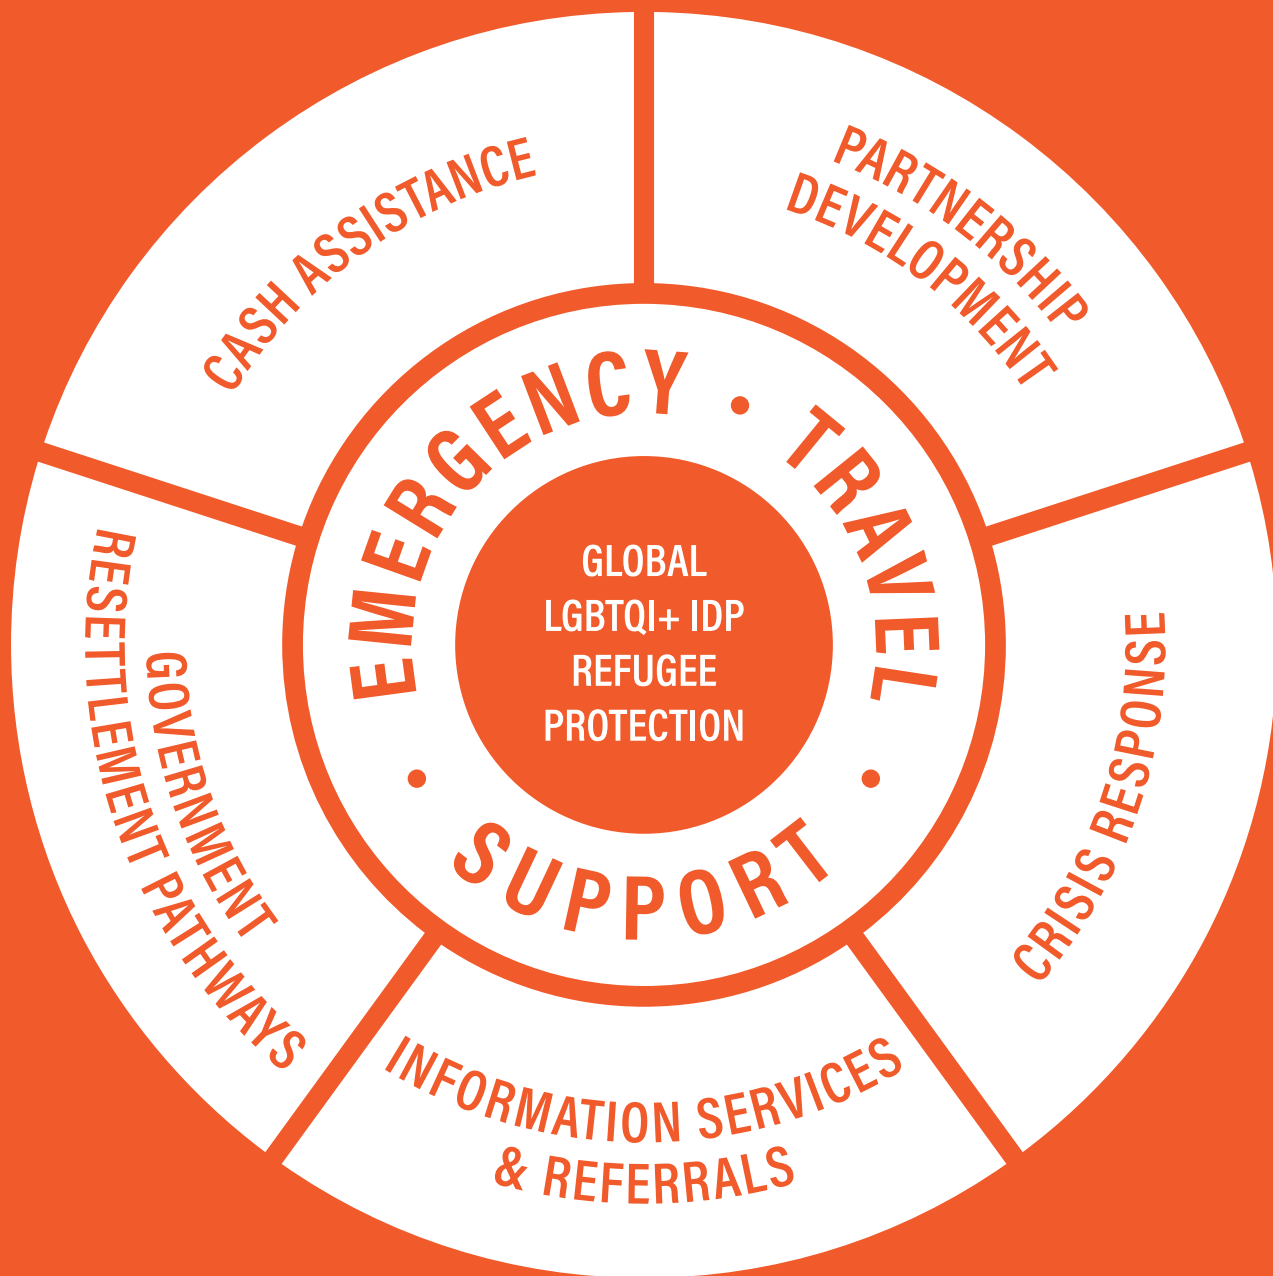 CASH ASSISTANCE
PARTNERSHIP
DEVELOPMENT
CRISIS RESPONSE
INFORMATION SERVICES
& REFERRALS
GOVERNMENT
RESETTLEMENT PATHWAYS
EMERGENCY • TRAVEL
• SUPPORT •
GLOBAL
LGBTQI+ IDP
REFUGEE
PROTECTION